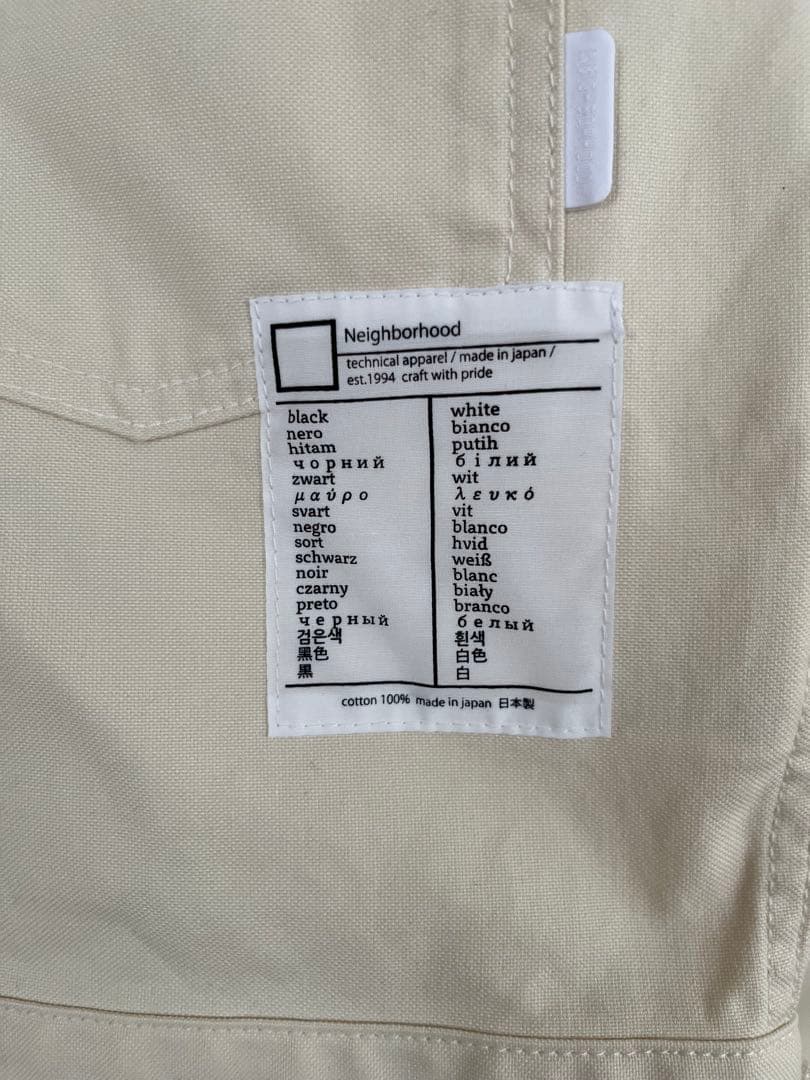 Neighborhood
technical apparel / made in japan /
est.1994 craft with pride
black
nero
hitam
чорний
zwart
μαύρο
svart
negro
sort
schwarz
noir
czarny
preto
черный
검은색
黒色
黒
white
bianco
putih
білий
wit
λευκό
vit
blanco
hvid
weiß
blanc
biały
branco
белый
흰색
白色
白
cotton 100% made in japan 日本製